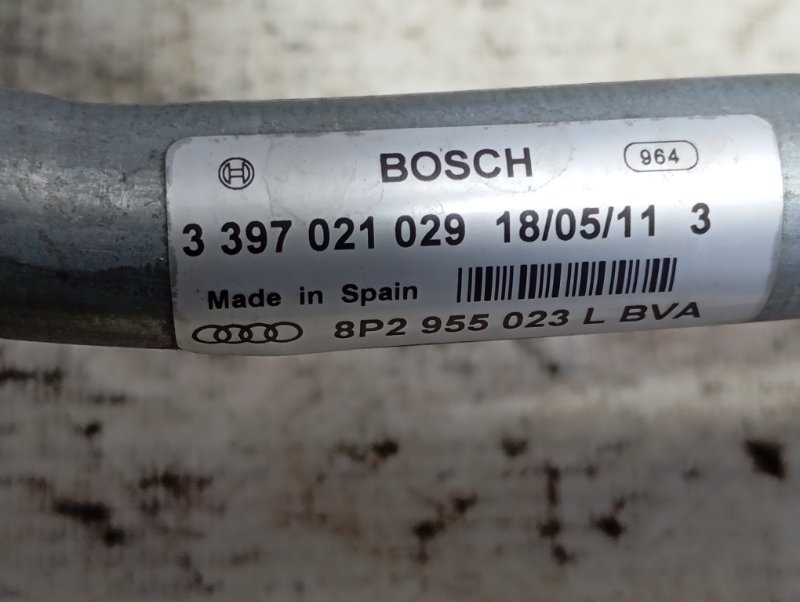 BOSCH 964
3 397 021 029 18/05/11 3
Made in Spain
8P2 955 023 L BVA